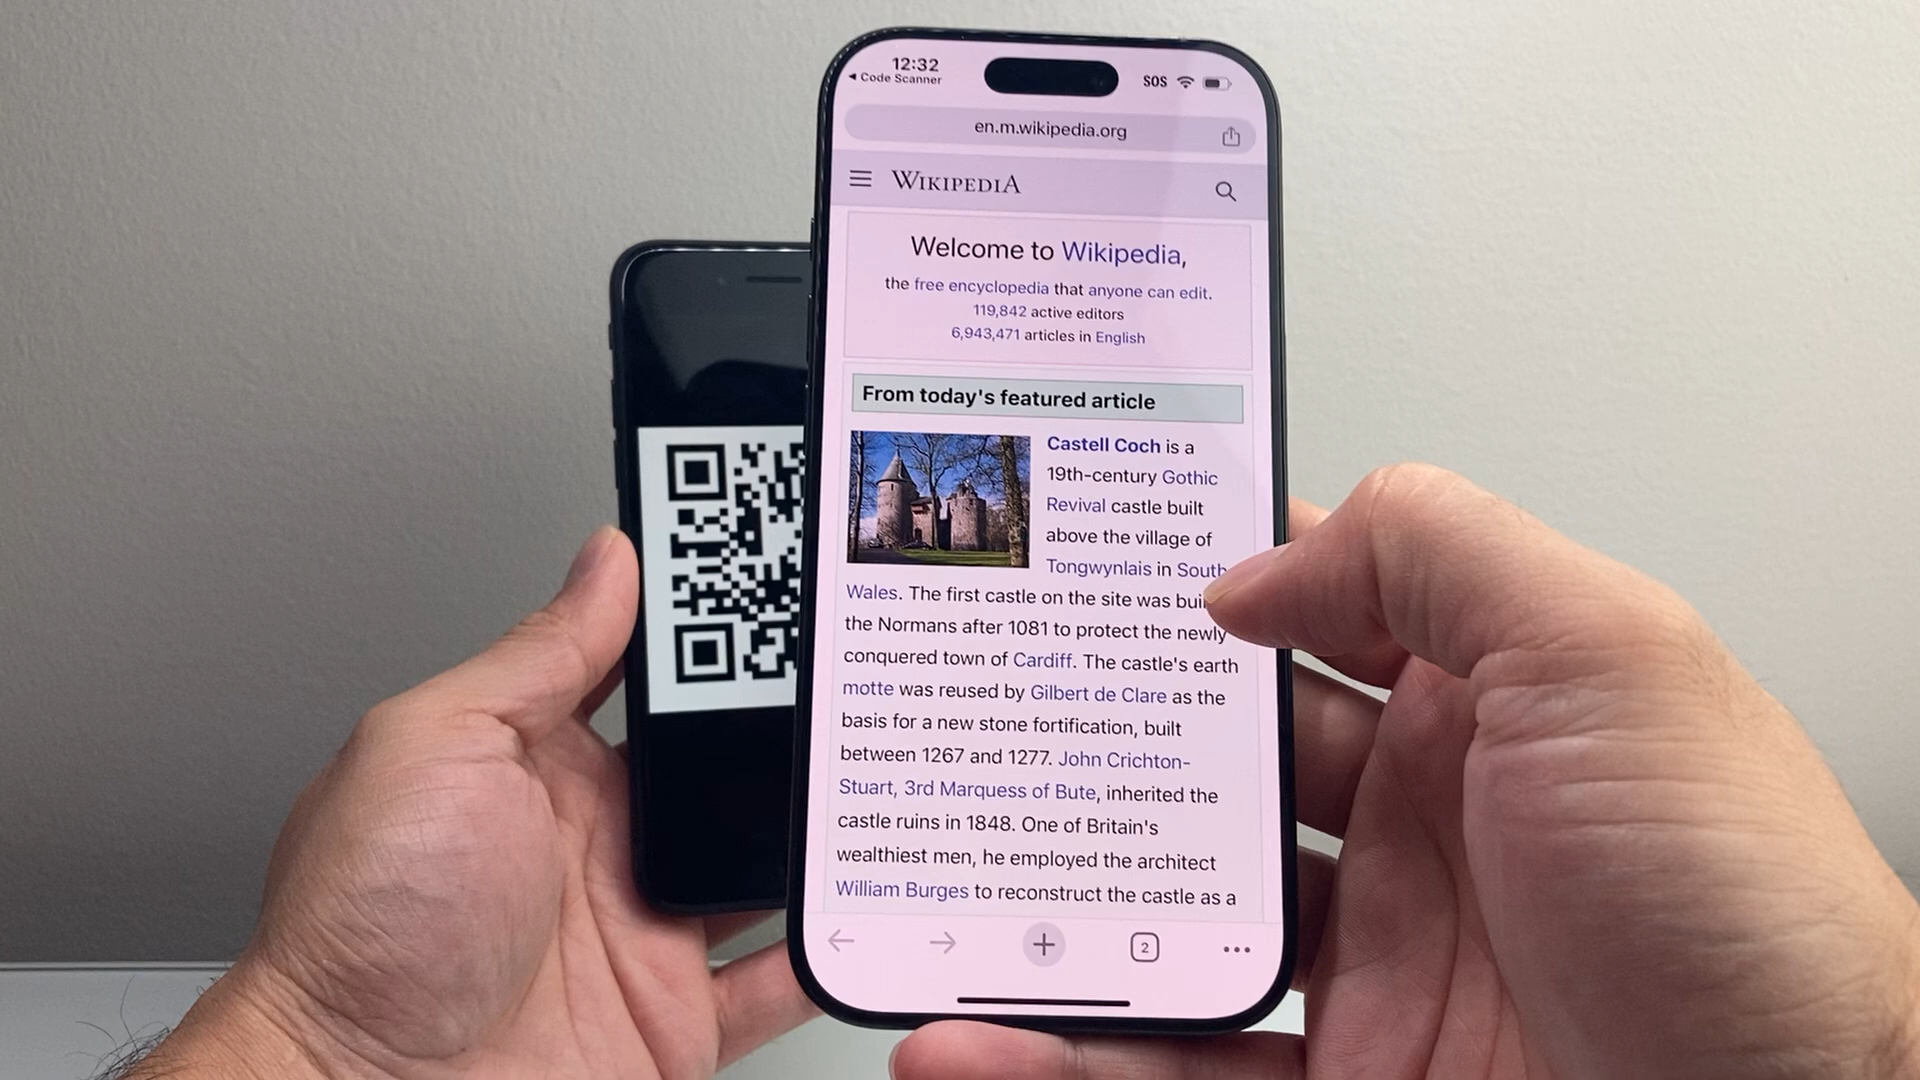 12:32
SOS
◄ Code Scanner
en.m.wikipedia.org
WIKIPEDIA
Welcome to Wikipedia,
the free encyclopedia that anyone can edit.
119,842 active editors
6,943,471 articles in English
From today's featured article
Castell Coch is a
19th-century Gothic
Revival castle built
above the village of
Tongwynlais in South
Wales. The first castle on the site was
the Normans after 1081 to protect the newly
conquered town of Cardiff. The castle's earth
motte was reused by Gilbert de Clare as the
basis for a new stone fortification, built
between 1267 and 1277. John Crichton-
Stuart, 3rd Marquess of Bute, inherited the
castle ruins in 1848. One of Britain's
wealthiest men, he employed the architect
William Burges to reconstruct the castle as a
2